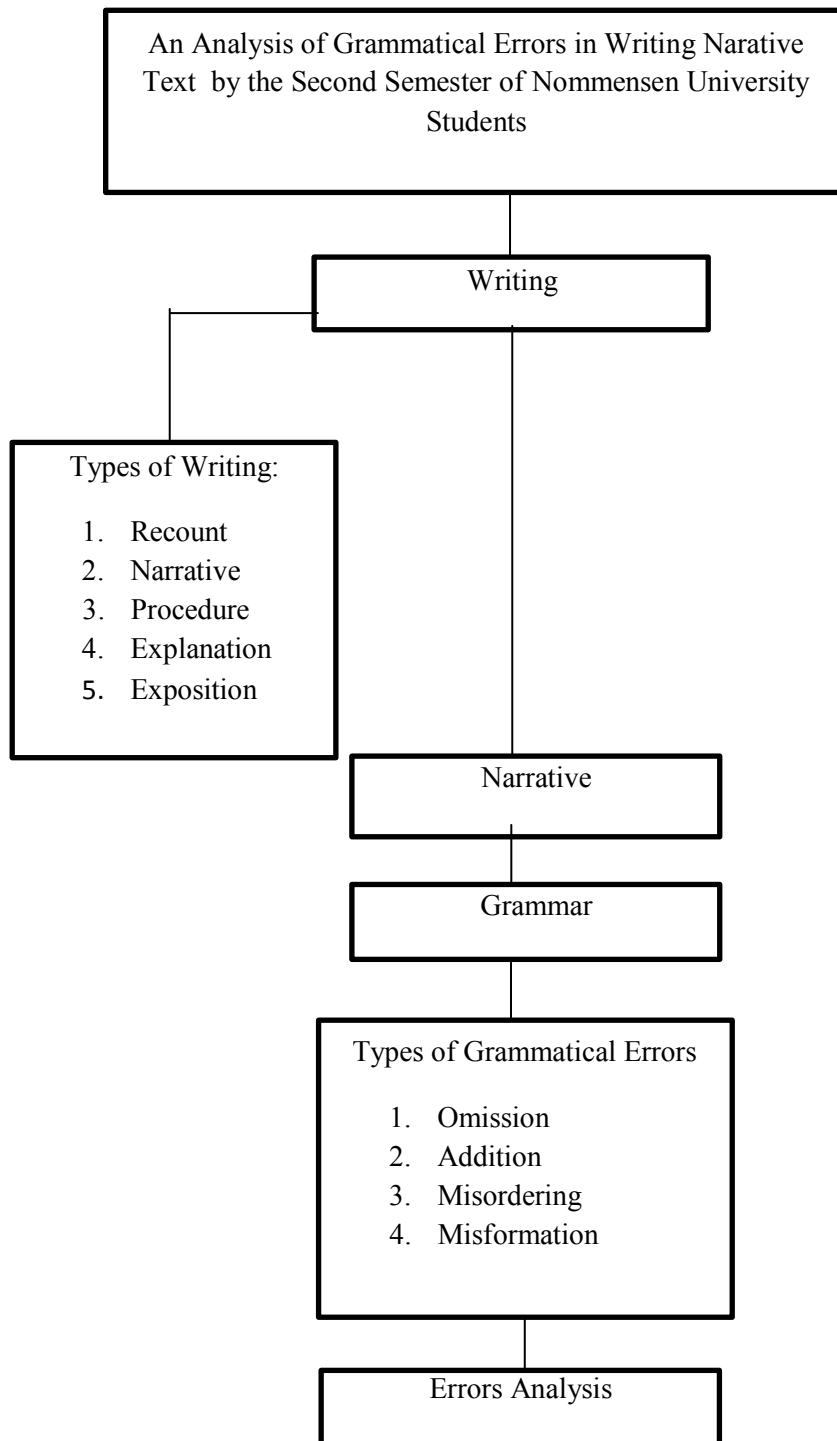 An Analysis of Grammatical Errors in Writing Narative
Text by the Second Semester of Nommensen University
Students
Writing
Types of Writing:
1. Recount
2. Narrative
3. Procedure
4. Explanation
5. Exposition
Narrative
Grammar
Types of Grammatical Errors
1. Omission
2. Addition
3. Misordering
4. Misformation
Errors Analysis